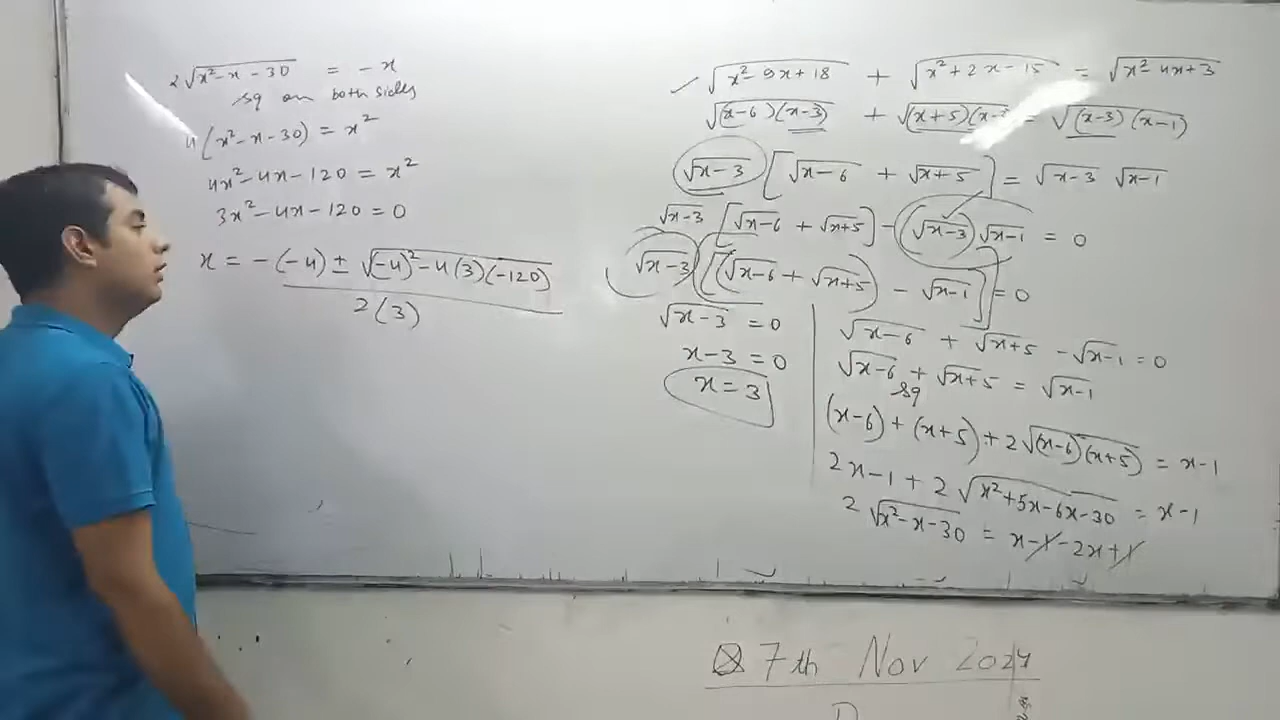 2√(x²-x-30) = -x
sq on both sides
4(x²-x-30) = x²
4x²-4x-120 = x²
3x²-4x-120 = 0
x = -(-4) ± √((-4)²-4(3)(-120))
2(3)
√(x²-9x+18) + √(x²+2x-15) = √(x²-4x+3)
√((x-6)(x-3)) + √((x+5)(x-3)) = √((x-3)(x-1))
√(x-3) [√(x-6) + √(x+5)] = √(x-3) √(x-1)
√(x-3) [√(x-6) + √(x+5)] - (√(x-3)) √(x-1) = 0
√(x-3) [(√(x-6) + √(x+5)) - √(x-1)] = 0
√(x-3) = 0
x-3 = 0
x = 3
√(x-6) + √(x+5) - √(x-1) = 0
√(x-6) + √(x+5) = √(x-1)
sq
(x-6) + (x+5) + 2√((x-6)(x+5)) = x-1
2x-1 + 2√(x²+5x-6x-30) = x-1
2√(x²-x-30) = x-1-2x+1
7th Nov 2024